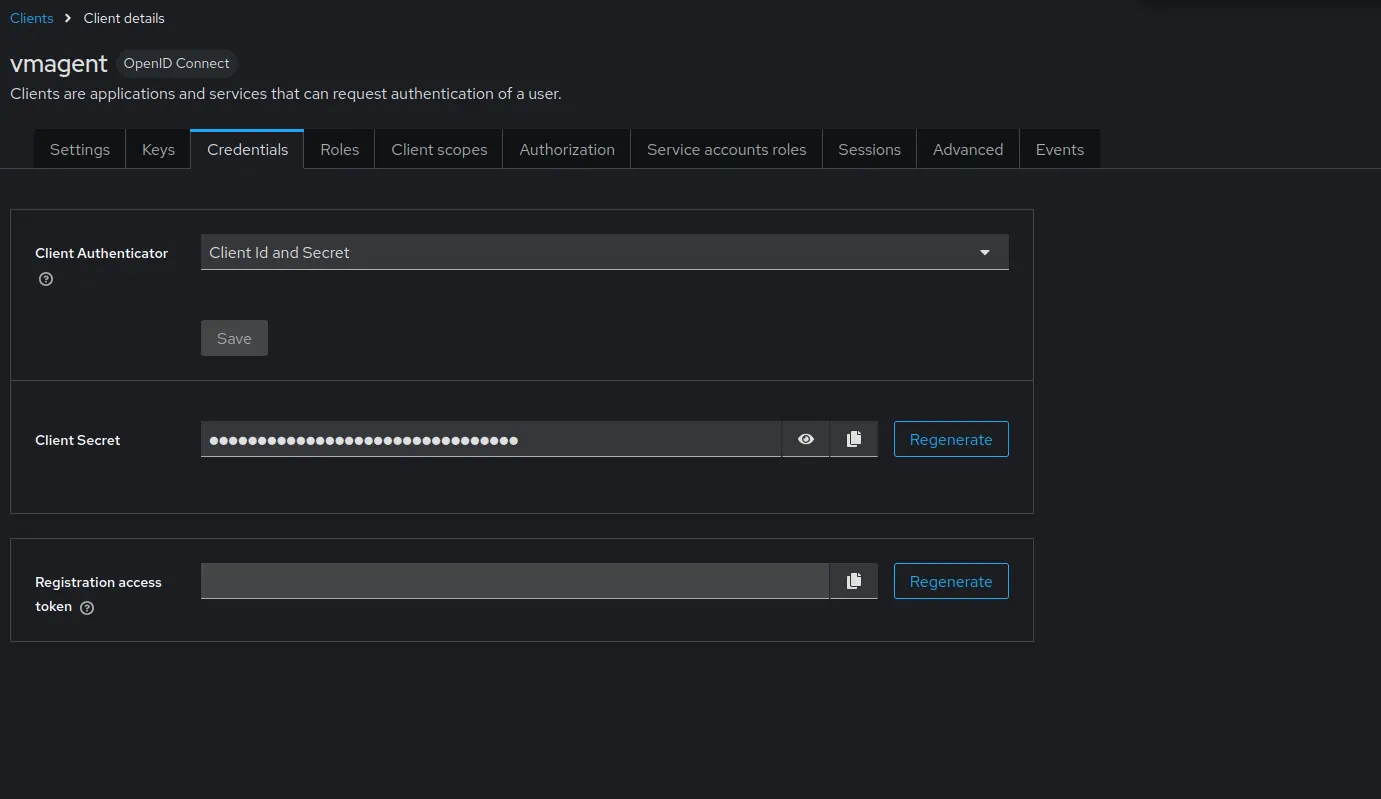 Clients > Client details
vmagent OpenID Connect
Clients are applications and services that can request authentication of a user.
Settings Keys Credentials Roles Client scopes Authorization Service accounts roles Sessions Advanced Events
Client Authenticator Client Id and Secret
Save
Client Secret ●●●●●●●●●●●●●●●●●●●●●●●●●●●●●●●● Regenerate
Registration access
token
Regenerate